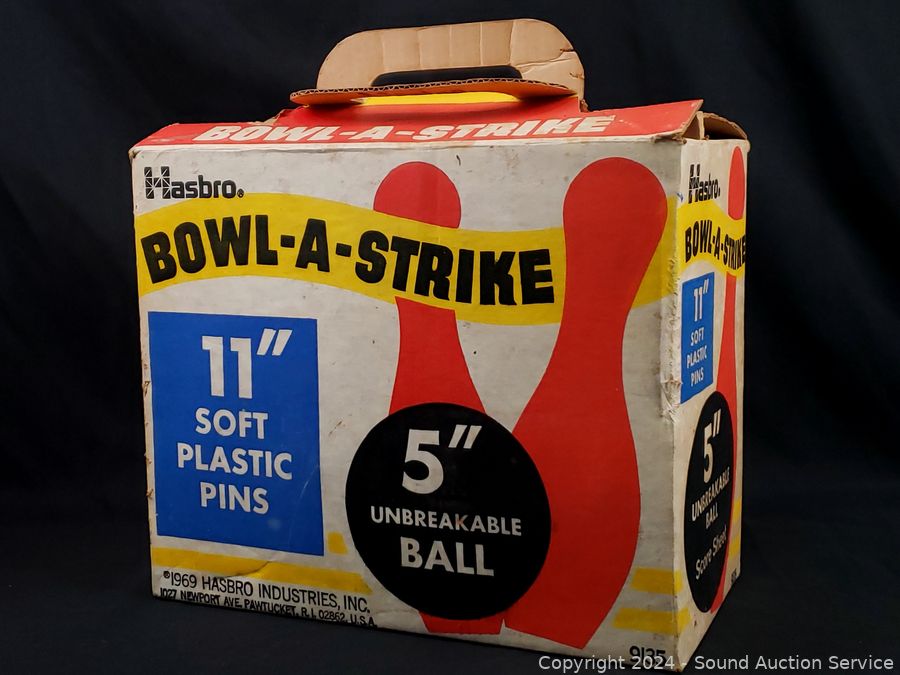 BOWL-A-STRIKE
Hasbro®
BOWL-A-STRIKE
11"
SOFT
PLASTIC
PINS
5"
UNBREAKABLE
BALL
©1969 HASBRO INDUSTRIES, INC.
1027 NEWPORT AVE. PAWTUCKET, R.I. 02862, U.S.A.
9135
Hasbro®
BOWL-A-STRIKE
11"
SOFT
PLASTIC
PINS
5"
UNBREAKABLE
BALL
Score Sheet
Copyright © 2024 - Sound Auction Service